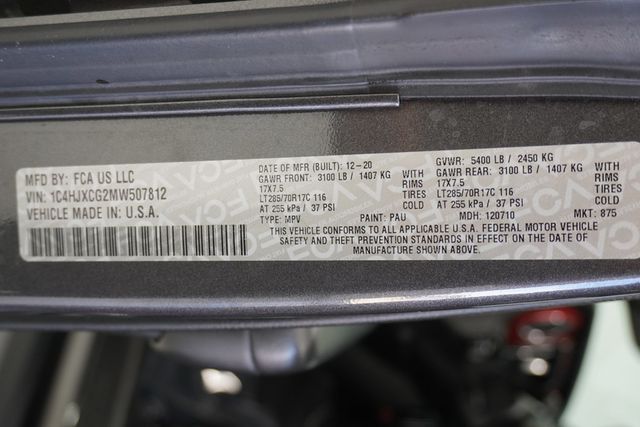 MFD BY: FCA US LLC
VIN: 1C4HJXCG2MW507812
VEHICLE MADE IN: U.S.A.
DATE OF MFR (BUILT): 12-20 GVWR: 5400 LB / 2450 KG
GAWR FRONT: 3100 LB / 1407 KG WITH GAWR REAR: 3100 LB / 1407 KG WITH
17X7.5 RIMS 17X7.5 RIMS
LT285/70R17C 116 TIRES LT285/70R17C 116 TIRES
AT 255 kPa / 37 PSI AT 255 kPa / 37 PSI
TYPE: MPV PAINT: PAU MDH: 120710 MKT: 875
THIS VEHICLE CONFORMS TO ALL APPLICABLE U.S.A. FEDERAL MOTOR VEHICLE
SAFETY AND THEFT PREVENTION STANDARDS IN EFFECT ON THE DATE OF
MANUFACTURE SHOWN ABOVE.